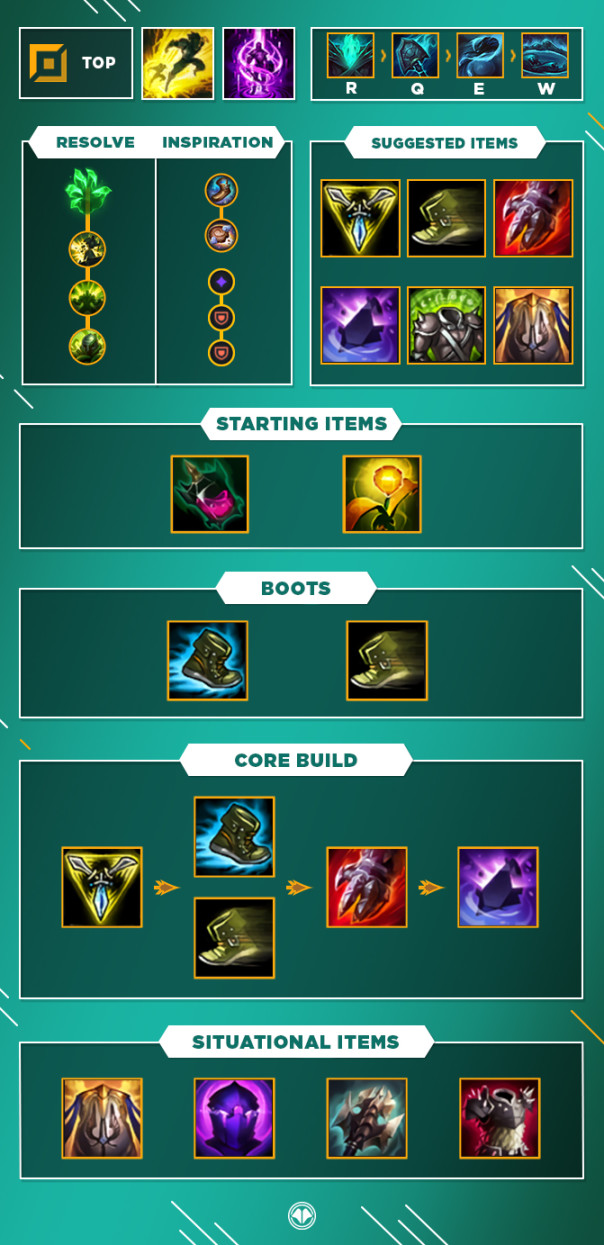 TOP
R Q E W
RESOLVE INSPIRATION
SUGGESTED ITEMS
STARTING ITEMS
BOOTS
CORE BUILD
SITUATIONAL ITEMS